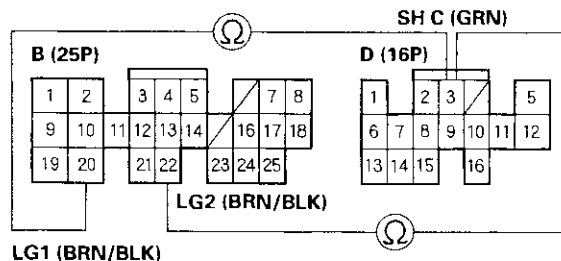 SH C (GRN)
Ω
B (25P)
D (16P)
1 2 3 4 5 7 8
1 2 3 5
9 10 11 12 13 14 16 17 18
6 7 8 9 10 11 12
19 20 21 22 23 24 25
13 14 15 16
LG2 (BRN/BLK)
Ω
LG1 (BRN/BLK)